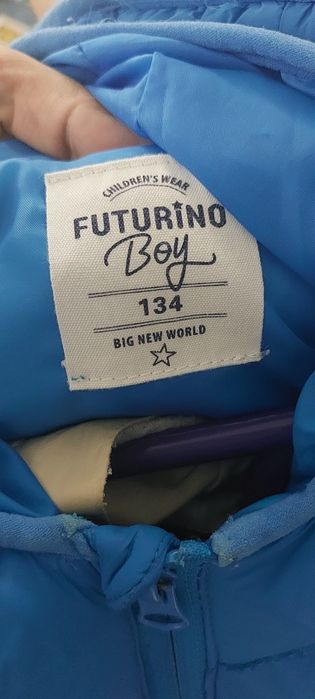 CHILDREN'S WEAR
FUTURINO
Boy
134
BIG NEW WORLD